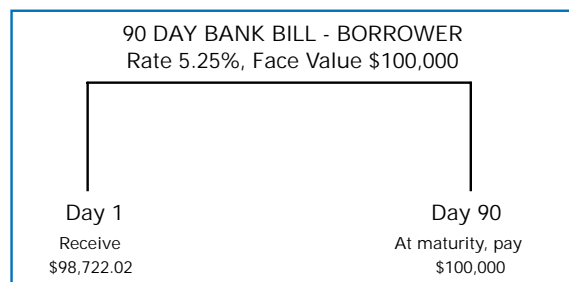 90 DAY BANK BILL - BORROWER
Rate 5.25%, Face Value $100,000
Day 1
Receive
$98,722.02
Day 90
At maturity, pay
$100,000